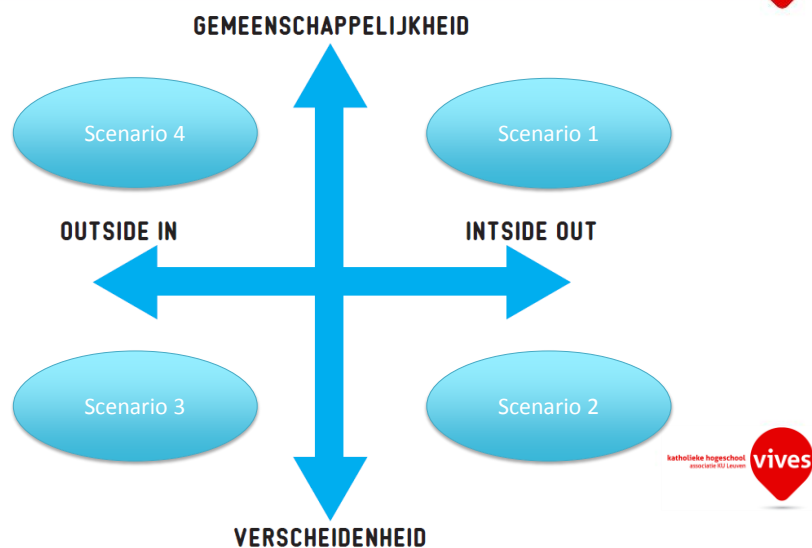 GEMEENSCHAPPELIJKHEID
Scenario 4
Scenario 1
OUTSIDE IN
INTSIDE OUT
Scenario 3
Scenario 2
katholieke hogeschool
associatie KU Leuven
vives
VERSCHEIDENHEID